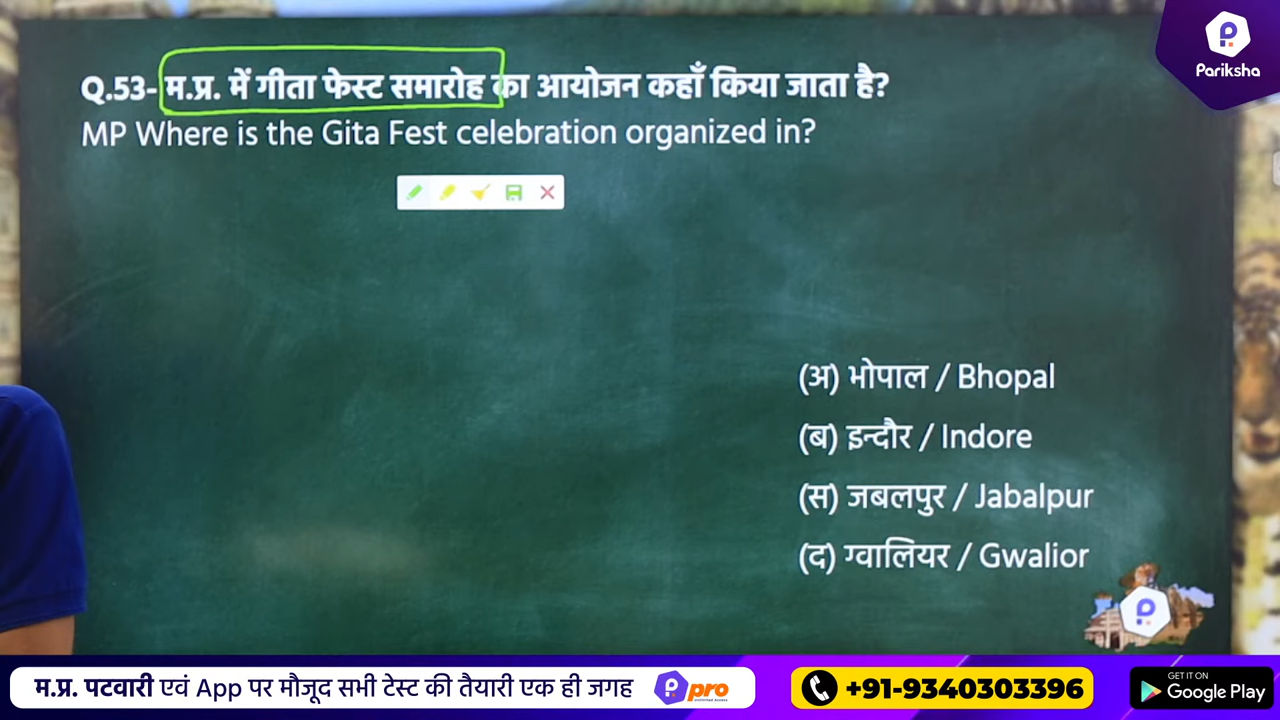 Pariksha
Q.53- म.प्र. में गीता फेस्ट समारोह का आयोजन कहाँ किया जाता है?
MP Where is the Gita Fest celebration organized in?
(अ) भोपाल / Bhopal
(ब) इन्दौर / Indore
(स) जबलपुर / Jabalpur
(द) ग्वालियर / Gwalior
म.प्र. पटवारी एवं App पर मौजूद सभी टेस्ट की तैयारी एक ही जगह
pro
+91-9340303396
GET IT ON
Google Play